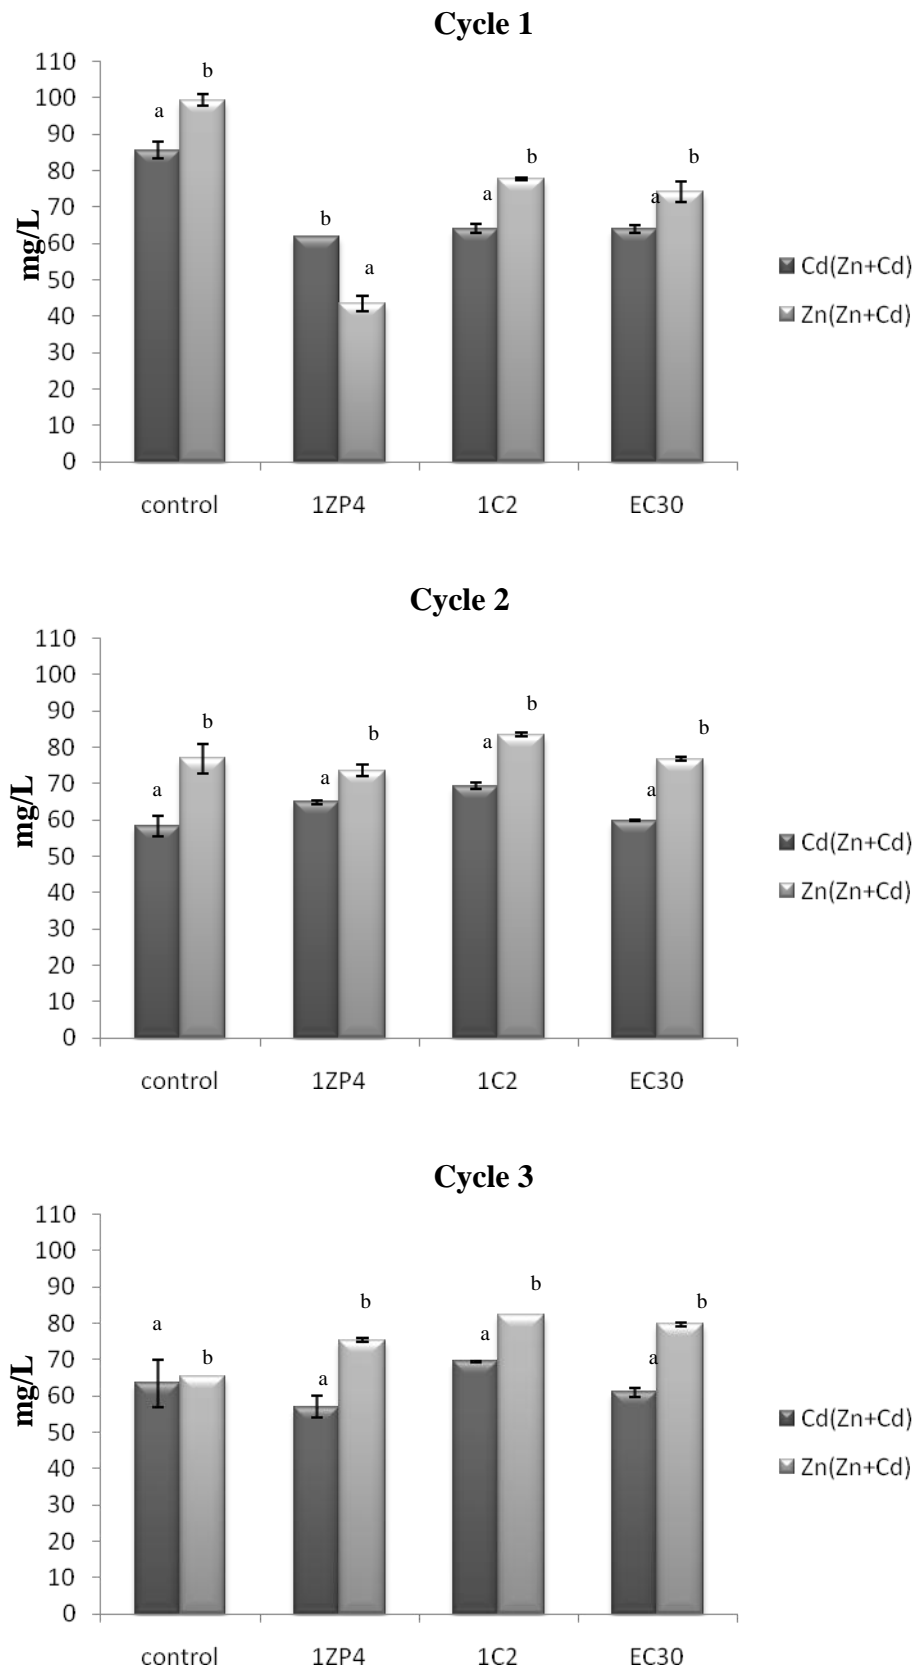 Cycle 1
110
100
90
80
70
60
50
40
30
20
10
0
mg/L
a b b a a b a b
control 1ZP4 1C2 EC30
Cd(Zn+Cd)
Zn(Zn+Cd)
Cycle 2
110
100
90
80
70
60
50
40
30
20
10
0
mg/L
a b a b a b a b
control 1ZP4 1C2 EC30
Cd(Zn+Cd)
Zn(Zn+Cd)
Cycle 3
110
100
90
80
70
60
50
40
30
20
10
0
mg/L
a b a b a b a b
control 1ZP4 1C2 EC30
Cd(Zn+Cd)
Zn(Zn+Cd)